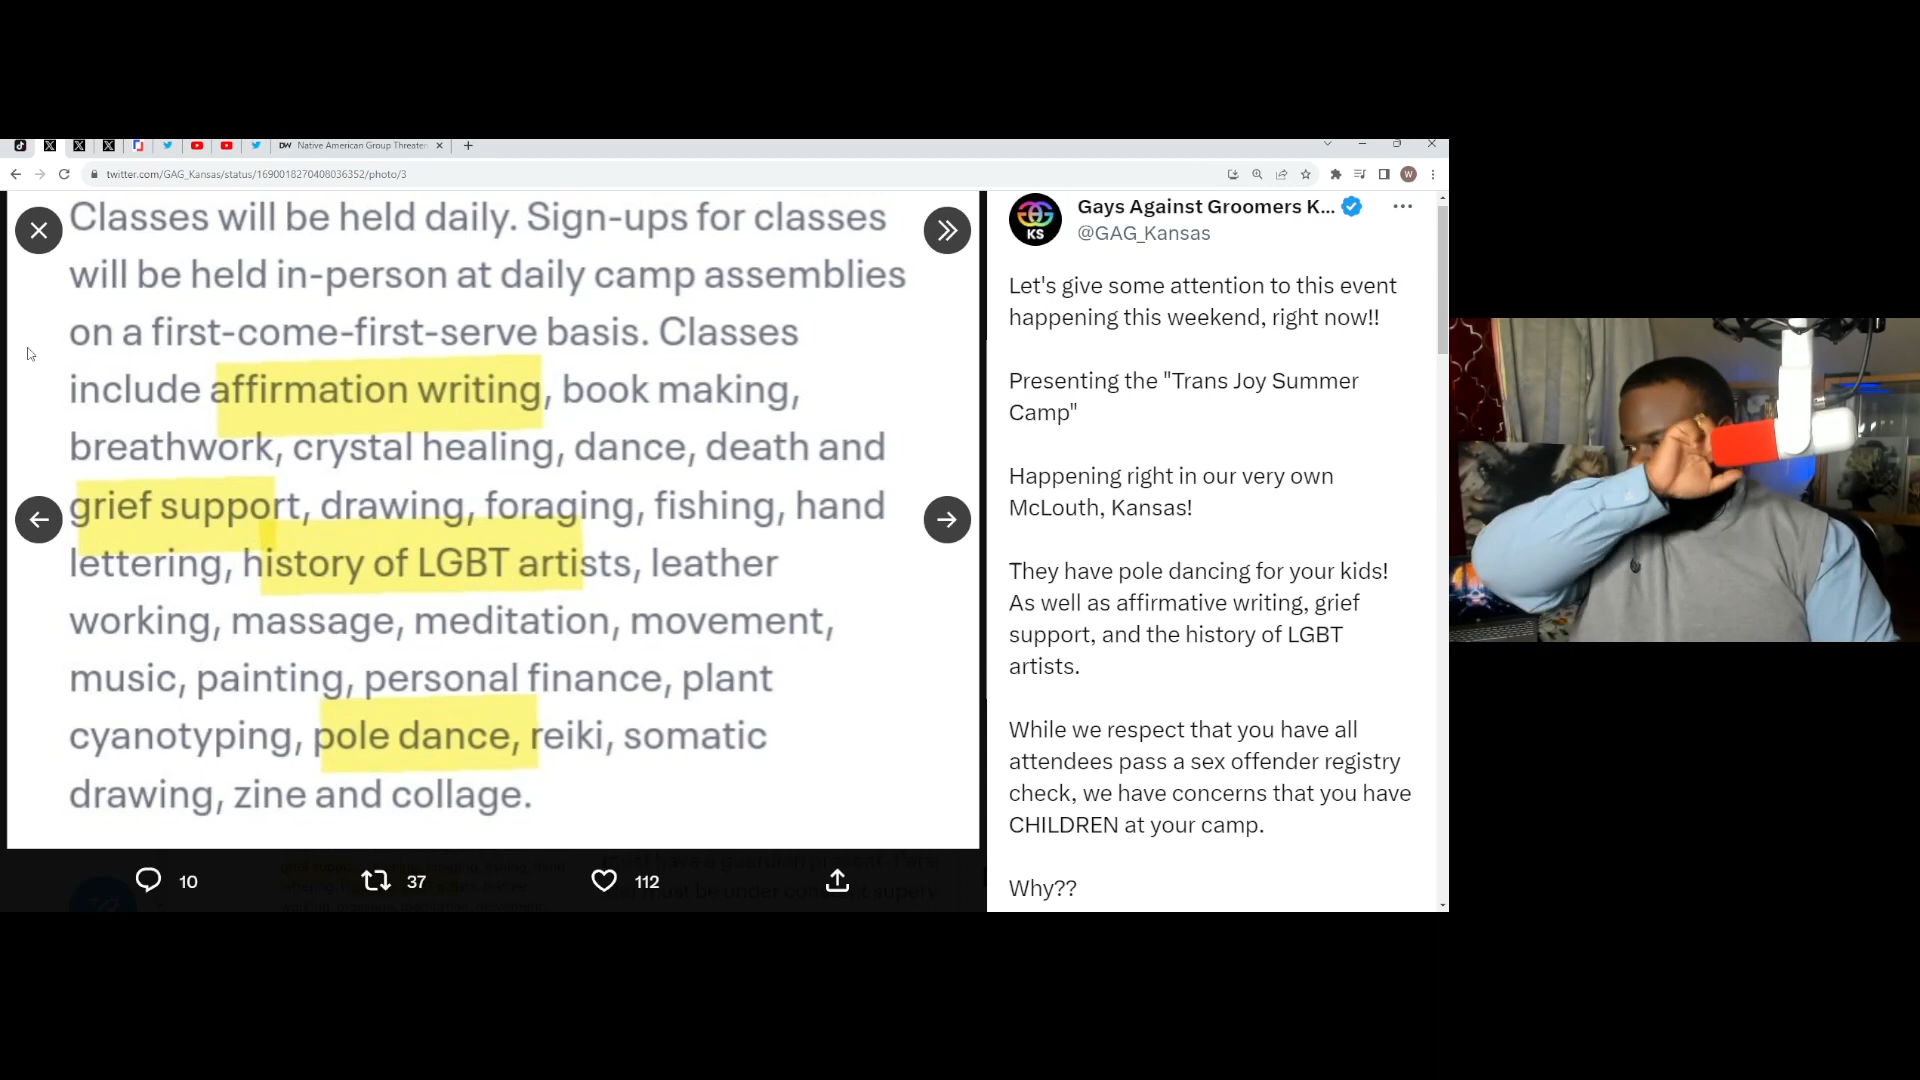 Native American Group Threaten
twitter.com/GAG_Kansas/status/1690018270408036352/photo/3
W
Classes will be held daily. Sign-ups for classes
will be held in-person at daily camp assemblies
on a first-come-first-serve basis. Classes
include affirmation writing, book making,
breathwork, crystal healing, dance, death and
grief support, drawing, foraging, fishing, hand
lettering, history of LGBT artists, leather
working, massage, meditation, movement,
music, painting, personal finance, plant
cyanotyping, pole dance, reiki, somatic
drawing, zine and collage.
10
37
112
KS
Gays Against Groomers K...
@GAG_Kansas
Let's give some attention to this event
happening this weekend, right now!!
Presenting the "Trans Joy Summer
Camp"
Happening right in our very own
McLouth, Kansas!
They have pole dancing for your kids!
As well as affirmative writing, grief
support, and the history of LGBT
artists.
While we respect that you have all
attendees pass a sex offender registry
check, we have concerns that you have
CHILDREN at your camp.
Why??